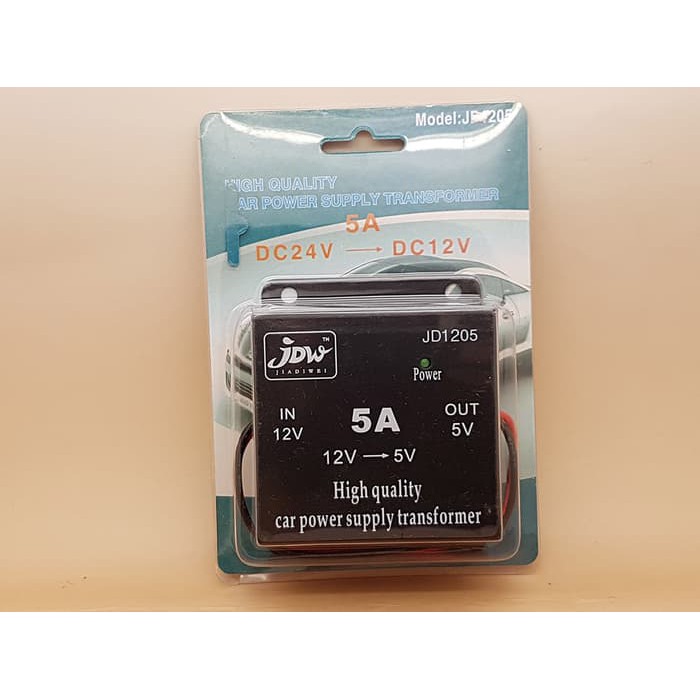 Model:JD1205
HIGH QUALITY
CAR POWER SUPPLY TRANSFORMER
5A
DC24V → DC12V
JDW TM
JIADIWEI
JD1205
Power
IN
12V
5A
OUT
5V
12V → 5V
High quality
car power supply transformer